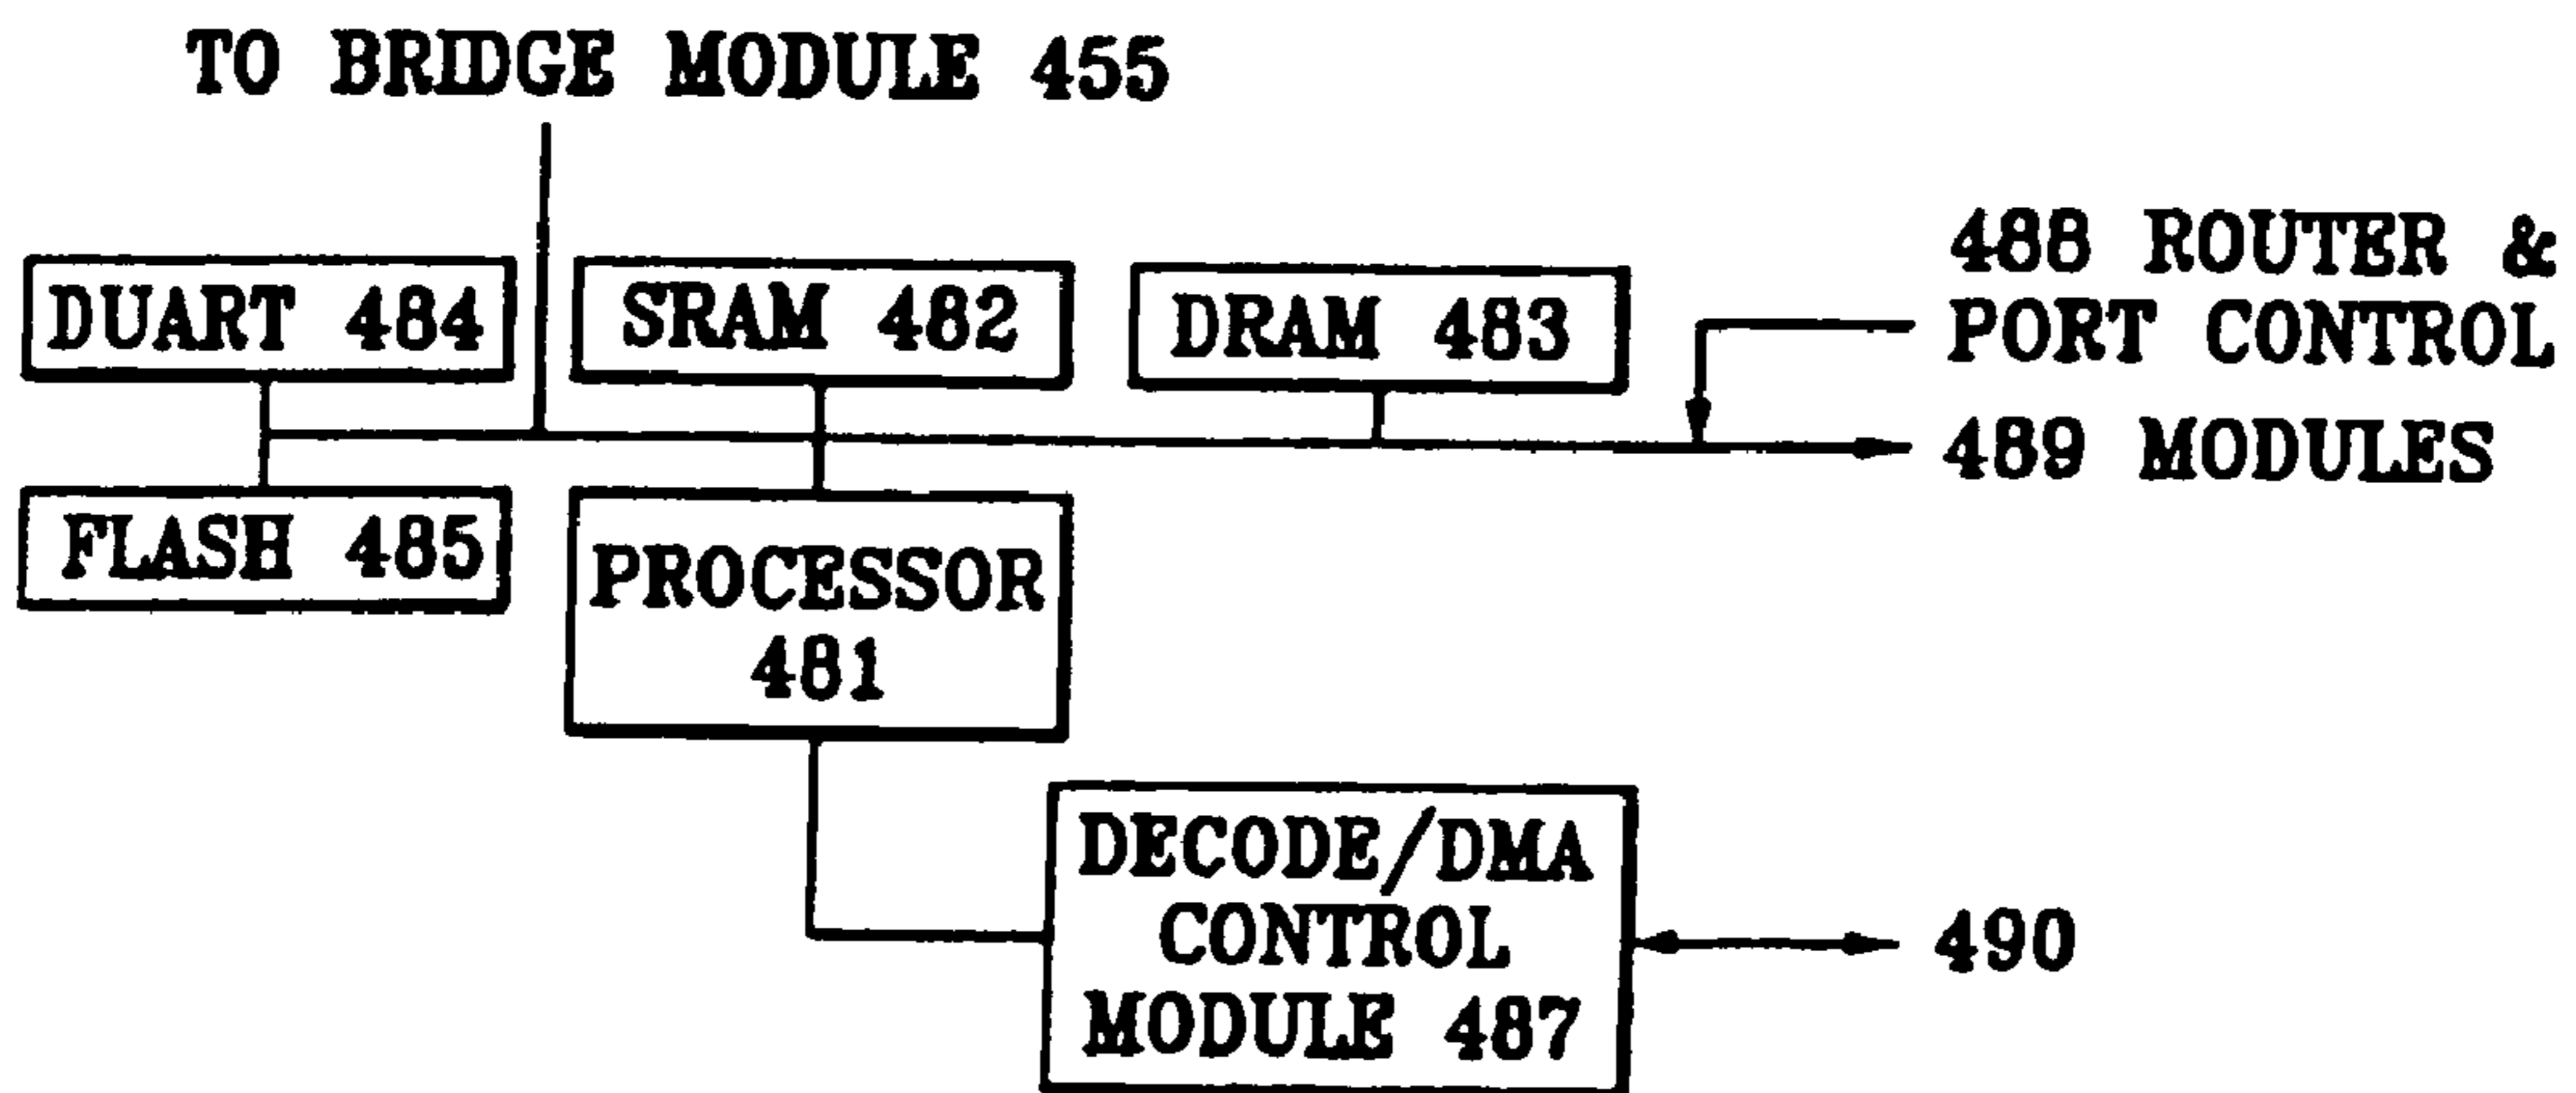 TO BRIDGE MODULE 455
DUART 484
SRAM 482
DRAM 483
488 ROUTER &
PORT CONTROL
489 MODULES
FLASH 485
PROCESSOR
481
DECODE/DMA
CONTROL
MODULE 487
490